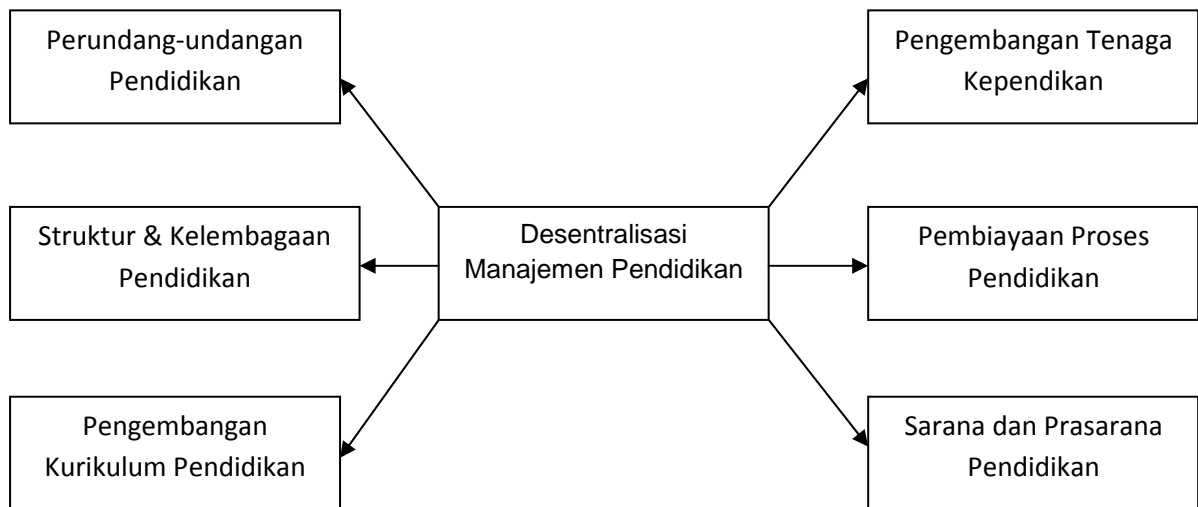 Perundang-undangan
Pendidikan
Pengembangan Tenaga
Kependikan
Struktur & Kelembagaan
Pendidikan
Desentralisasi
Manajemen Pendidikan
Pembiayaan Proses
Pendidikan
Pengembangan
Kurikulum Pendidikan
Sarana dan Prasarana
Pendidikan